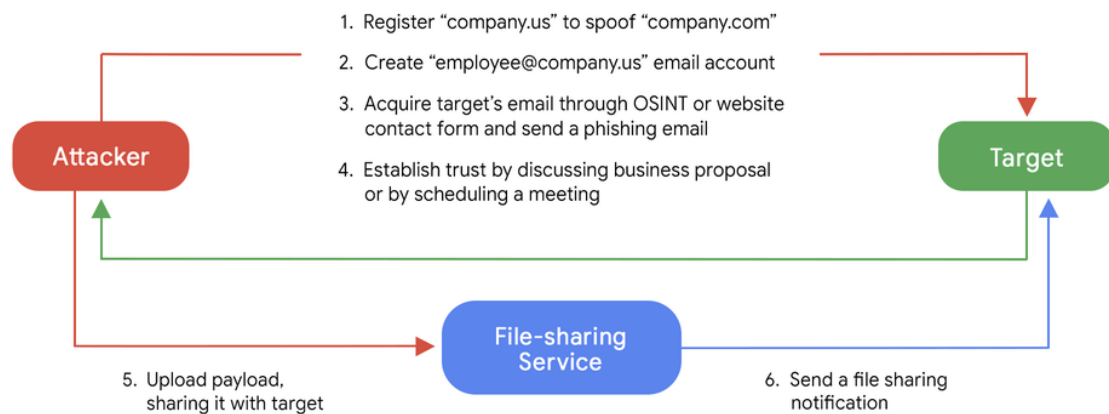 1. Register “company.us” to spoof “company.com”
2. Create “employee@company.us” email account
3. Acquire target’s email through OSINT or website
contact form and send a phishing email
4. Establish trust by discussing business proposal
or by scheduling a meeting
Attacker
Target
File-sharing
Service
5. Upload payload,
sharing it with target
6. Send a file sharing
notification